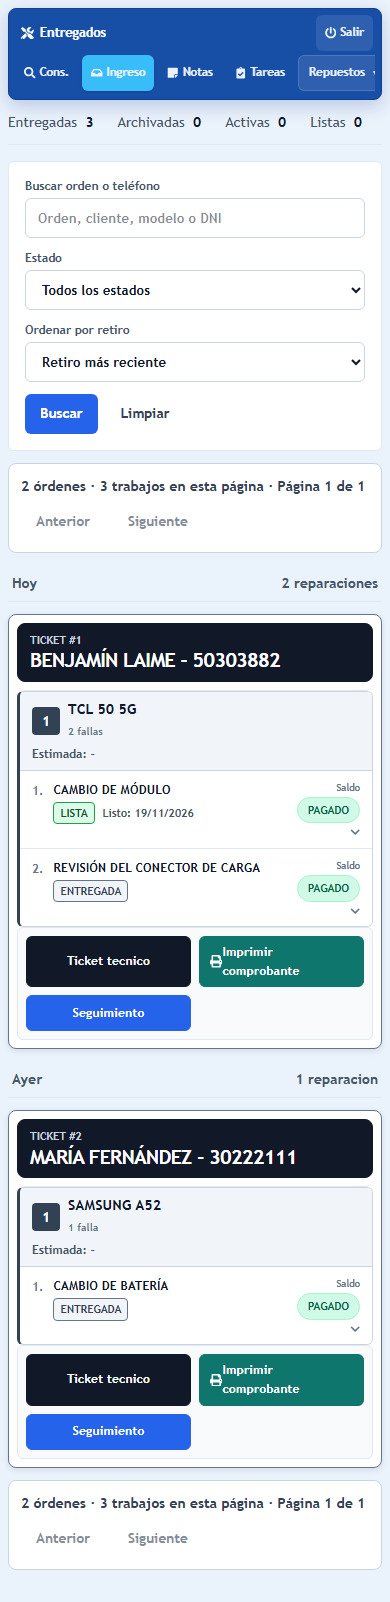 Entregados
Salir
Cons.
Ingreso
Notas
Tareas
Repuestos
Entregadas 3 Archivadas 0 Activas 0 Listas 0
Buscar orden o teléfono
Orden, cliente, modelo o DNI
Estado
Todos los estados
Ordenar por retiro
Retiro más reciente
Buscar
Limpiar
2 órdenes · 3 trabajos en esta página · Página 1 de 1
Anterior
Siguiente
Hoy
2 reparaciones
TICKET #1
BENJAMÍN LAIME - 50303882
1
TCL 50 5G
2 fallas
Estimada: -
1. CAMBIO DE MÓDULO
LISTA
Listo: 19/11/2026
Saldo
PAGADO
2. REVISIÓN DEL CONECTOR DE CARGA
ENTREGADA
Saldo
PAGADO
Ticket tecnico
Imprimir
comprobante
Seguimiento
Ayer
1 reparacion
TICKET #2
MARÍA FERNÁNDEZ - 30222111
1
SAMSUNG A52
1 falla
Estimada: -
1. CAMBIO DE BATERÍA
ENTREGADA
Saldo
PAGADO
Ticket tecnico
Imprimir
comprobante
Seguimiento
2 órdenes · 3 trabajos en esta página · Página 1 de 1
Anterior
Siguiente